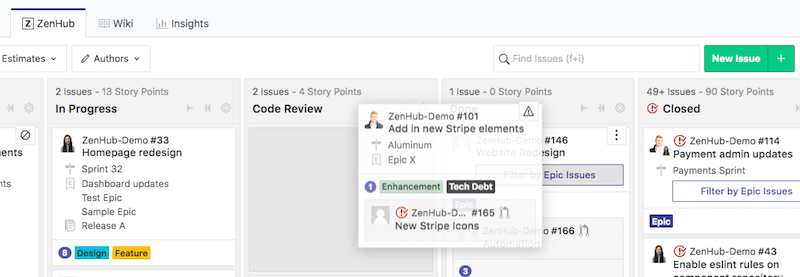 ZenHub
Wiki
Insights
Estimates
Authors
Find Issues (f+i)
New Issue +
2 Issues - 13 Story Points
In Progress
ZenHub-Demo #33
Homepage redesign
Sprint 32
Dashboard updates
Test Epic
Sample Epic
Release A
8 Design Feature
2 Issues - 4 Story Points
Code Review
ZenHub-Demo #101
Add in new Stripe elements
Aluminum
Epic X
1 Enhancement Tech Debt
ZenHub-D... #165
New Stripe Icons
1 Issue - 0 Story Points
Done
#146
Website Redesign
Filter by Epic Issues
Epic
#166
Automation
3
49+ Issues - 90 Story Points
Closed
ZenHub-Demo #114
Payment admin updates
Payments Sprint
Filter by Epic Issues
Epic
ZenHub-Demo #43
Enable eslint rules on
component repository